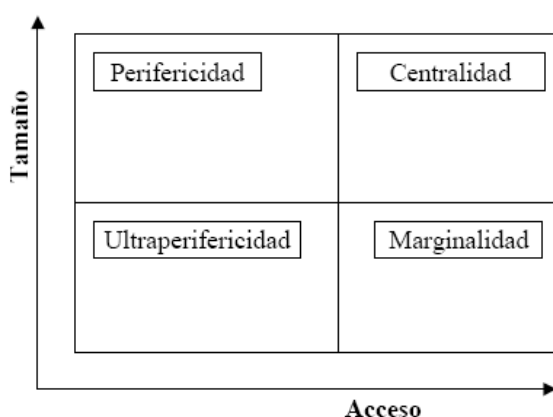 Perifericidad
Centralidad
Tamaño
Ultraperifericidad
Marginalidad
Acceso